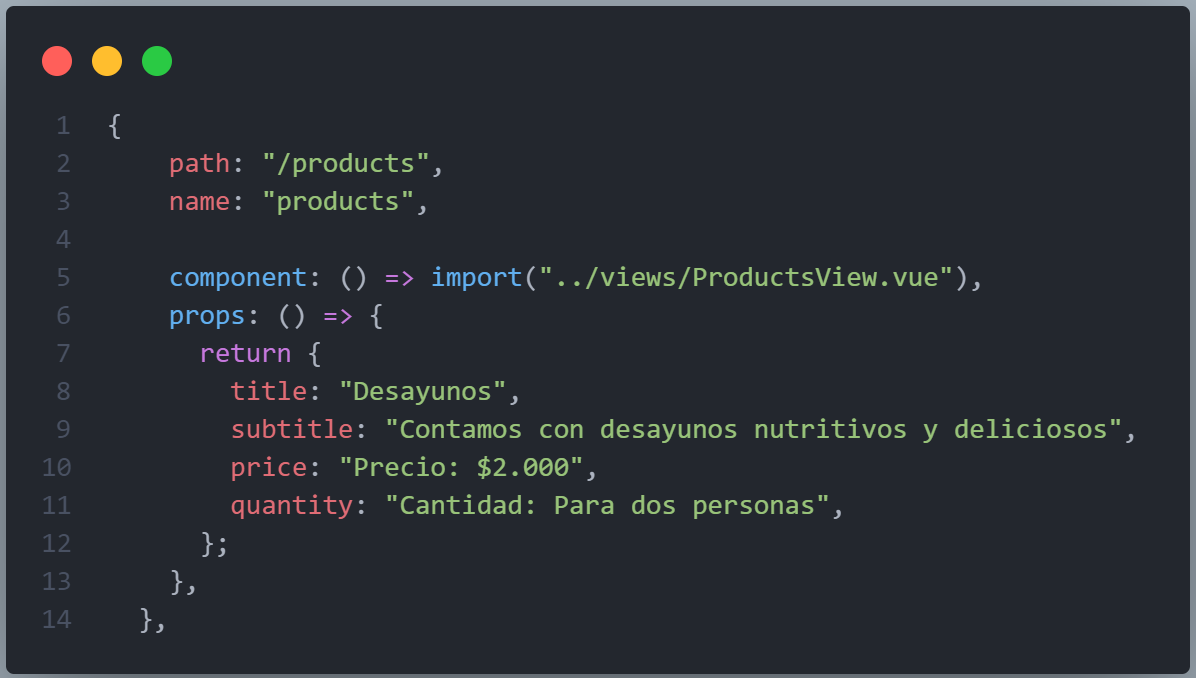 1 {
2     path: "/products",
3     name: "products",
4
5     component: () => import("../views/ProductsView.vue"),
6     props: () => {
7       return {
8         title: "Desayunos",
9         subtitle: "Contamos con desayunos nutritivos y deliciosos",
10         price: "Precio: $2.000",
11         quantity: "Cantidad: Para dos personas",
12       };
13     },
14   },